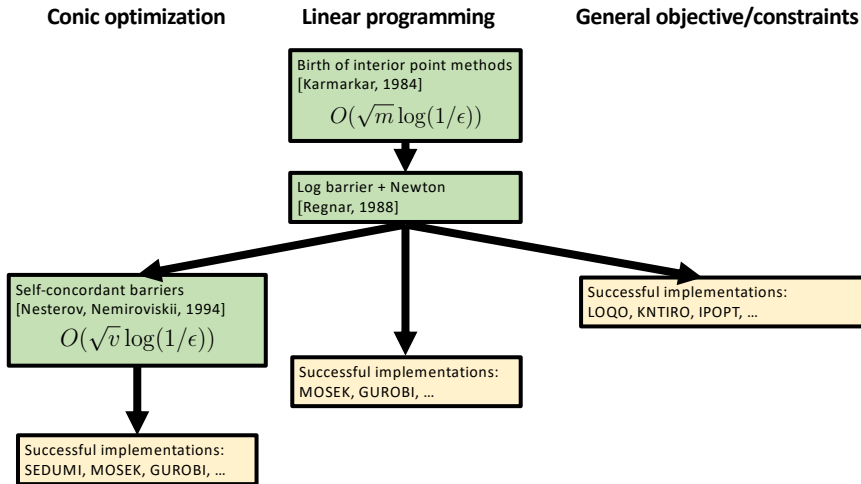 Conic optimization
Linear programming
General objective/constraints
Birth of interior point methods
[Karmarkar, 1984]
O(√m log(1/ϵ))
Log barrier + Newton
[Regnar, 1988]
Self-concordant barriers
[Nesterov, Nemiroviskii, 1994]
O(√v log(1/ϵ))
Successful implementations:
LOQO, KNTIRO, IPOPT, …
Successful implementations:
MOSEK, GUROBI, …
Successful implementations:
SEDUMI, MOSEK, GUROBI, …